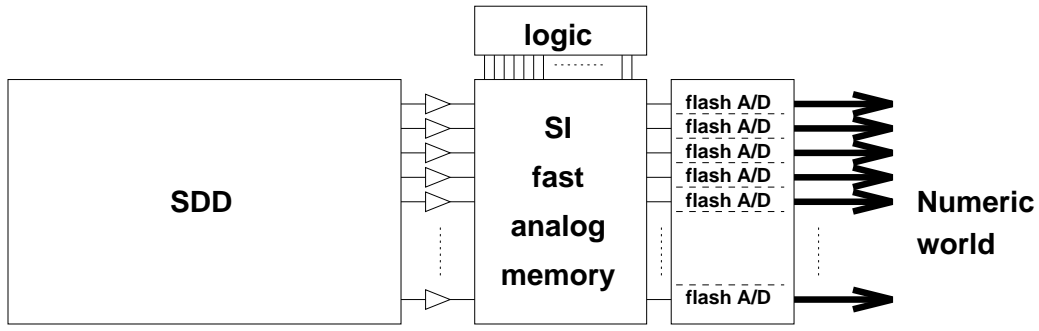 logic
SDD
SI
fast
analog
memory
flash A/D
flash A/D
flash A/D
flash A/D
flash A/D
flash A/D
Numeric
world